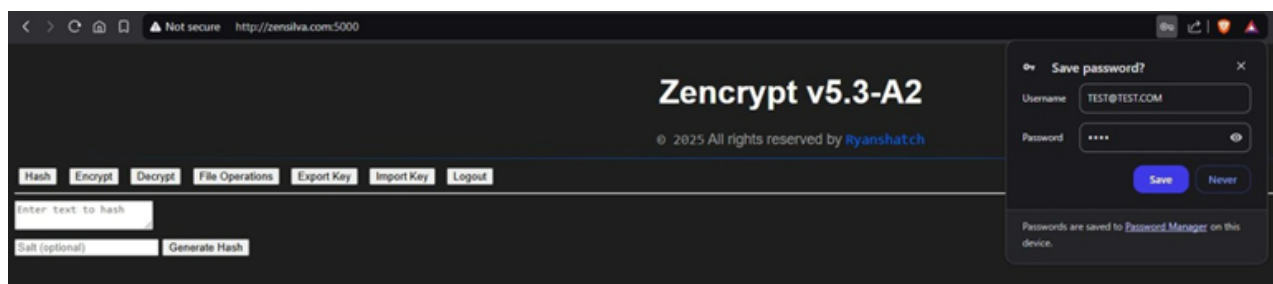 Not secure http://zensilva.com:5000
Zencrypt v5.3-A2
© 2025 All rights reserved by Ryanshatch
Hash Encrypt Decrypt File Operations Export Key Import Key Logout
Enter text to hash
Salt (optional) Generate Hash
Save password?
Username TEST@TEST.COM
Password ••••
Save Never
Passwords are saved to Password Manager on this
device.